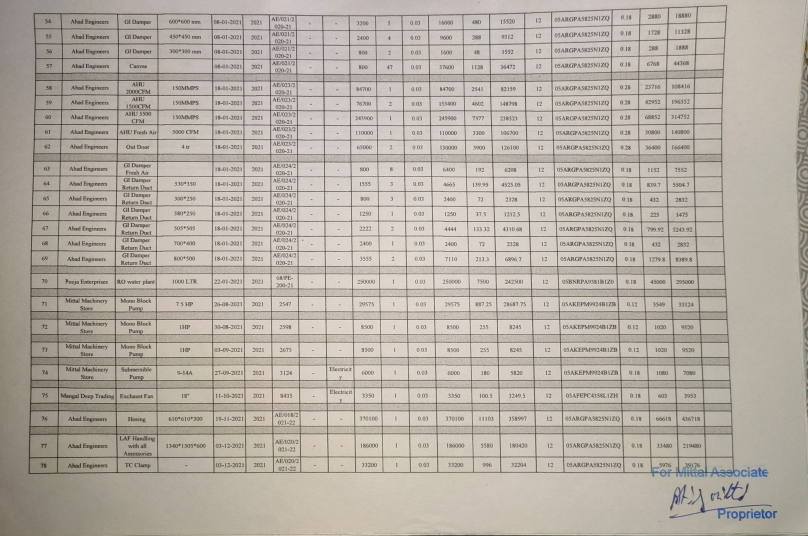 54 Ahad Engineers GI Damper 600*600 mm 08-01-2021 2021 AE/021/2020-21 - - 3200 5 0.03 16000 480 15520 12 05ARGPA5825N1ZQ 0.18 2880 18880
55 Ahad Engineers GI Damper 450*450 mm 08-01-2021 2021 AE/021/2020-21 - - 2400 4 0.03 9600 288 9312 12 05ARGPA5825N1ZQ 0.18 1728 11328
56 Ahad Engineers GI Damper 300*300 mm 08-01-2021 2021 AE/021/2020-21 - - 800 2 0.03 1600 48 1552 12 05ARGPA5825N1ZQ 0.18 288 1888
57 Ahad Engineers Canvas 08-01-2021 2021 AE/021/2020-21 - - 800 47 0.03 37600 1128 36472 12 05ARGPA5825N1ZQ 0.18 6768 44368
58 Ahad Engineers AHU 2000CFM 150MMPS 18-01-2021 2021 AE/023/2020-21 - - 84700 1 0.03 84700 2541 82159 12 05ARGPA5825N1ZQ 0.28 23716 108416
59 Ahad Engineers AHU 1500CFM 150MMPS 18-01-2021 2021 AE/023/2020-21 - - 76700 2 0.03 153400 4602 148798 12 05ARGPA5825N1ZQ 0.28 42952 196352
60 Ahad Engineers AHU 5500 CFM 150MMPS 18-01-2021 2021 AE/023/2020-21 - - 245900 1 0.03 245900 7377 238523 12 05ARGPA5825N1ZQ 0.28 68852 314752
61 Ahad Engineers AHU Fresh Air 5000 CFM 18-01-2021 2021 AE/023/2020-21 - - 110000 1 0.03 110000 3300 106700 12 05ARGPA5825N1ZQ 0.28 30800 140800
62 Ahad Engineers Out Door 4 tr 18-01-2021 2021 AE/023/2020-21 - - 65000 2 0.03 130000 3900 126100 12 05ARGPA5825N1ZQ 0.28 36400 166400
63 Ahad Engineers GI Damper Fresh Air 18-01-2021 2021 AE/024/2020-21 - - 800 8 0.03 6400 192 6208 12 05ARGPA5825N1ZQ 0.18 1152 7552
64 Ahad Engineers GI Damper Return Duct 18-01-2021 2021 AE/024/2020-21 - - 1555 3 0.03 4665 139.95 4525.05 12 05ARGPA5825N1ZQ 0.18 839.7 5504.7
65 Ahad Engineers GI Damper Return Duct 300*250 18-01-2021 2021 AE/024/2020-21 - - 800 3 0.03 2400 72 2328 12 05ARGPA5825N1ZQ 0.18 432 2832
66 Ahad Engineers GI Damper Return Duct 380*250 18-01-2021 2021 AE/024/2020-21 - - 1250 1 0.03 1250 37.5 1212.5 12 05ARGPA5825N1ZQ 0.18 225 1475
67 Ahad Engineers GI Damper Return Duct 505*505 18-01-2021 2021 AE/024/2020-21 - - 2222 2 0.03 4444 133.32 4310.68 12 05ARGPA5825N1ZQ 0.18 799.92 5243.92
68 Ahad Engineers GI Damper Return Duct 700*400 18-01-2021 2021 AE/024/2020-21 - - 2400 1 0.03 2400 72 2328 12 05ARGPA5825N1ZQ 0.18 432 2832
69 Ahad Engineers GI Damper Return Duct 800*500 18-01-2021 2021 AE/024/2020-21 - - 3555 2 0.03 7110 213.3 6896.7 12 05ARGPA5825N1ZQ 0.18 1279.8 8389.8
70 Pooja Enterprises RO water plant 1000 LTR 22-01-2021 2021 68/PE-200-21 - - 250000 1 0.03 250000 7500 242500 12 0.18 45000 295000
71 Mittal Machinery Store Mono Block Pump 7.5 HP 26-08-2021 2021 2547 - - 29575 1 0.03 29575 887.25 28687.75 12 05AKEPM9924B1ZB 0.12 3549 33124
72 Mittal Machinery Store Mono Block Pump 1HP 30-08-2021 2021 2598 - - 8500 1 0.03 8500 255 8245 12 05AKEPM9924B1ZB 0.12 1020 9520
73 Mittal Machinery Store Mono Block Pump 1HP 03-09-2021 2021 2675 - - 8500 1 0.03 8500 255 8245 12 05AKEPM9924B1ZB 0.12 1020 9520
74 Mittal Machinery Store Submersible Pump 9-14A 27-09-2021 2021 3124 - Electricity 6000 1 0.03 6000 180 5820 12 05AKEPM9924B1ZB 0.18 1080 7080
75 Mangal Deep Trading Exhaust Fan 18" 11-10-2021 2021 8435 - Electricity 3350 1 0.03 3350 100.5 3249.5 12 05AFEPC4358L1ZH 0.18 603 3953
76 Ahad Engineers Hosing 610*610*300 19-11-2021 2021 AE/018/2021-22 - - 370100 1 0.03 370100 11103 358997 12 05ARGPA5825N1ZQ 0.18 66618 436718
77 Ahad Engineers LAF Handling with all Assessories 1340*1305*600 03-12-2021 2021 AE/020/2021-22 - - 186000 1 0.03 186000 5580 180420 12 05ARGPA5825N1ZQ 0.18 33480 219480
78 Ahad Engineers TC Clamp - 03-12-2021 2021 AE/020/2021-22 - - 33200 1 0.03 33200 996 32204 12 05ARGPA5825N1ZQ 0.18 5976 39176
For Mittal Associate
Proprietor